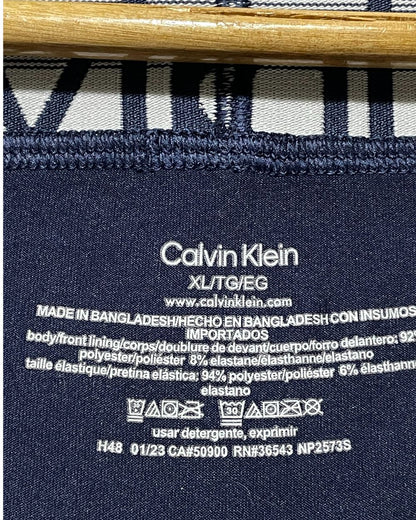 Calvin Klein
XL/TG/EG
www.calvinklein.com
MADE IN BANGLADESH/HECHO EN BANGLADESH CON INSUMOS
IMPORTADOS
body/front lining/corps/doublure de devant/cuerpo/forro delantero: 92%
polyester/poliéster 8% elastane/élasthanne/elastano
taille élastique/pretina elástica: 94% polyester/poliéster 6% élasthanne/
elastano
30
usar detergente, exprimir
H48 01/23 CA#50900 RN#36543 NP2573S